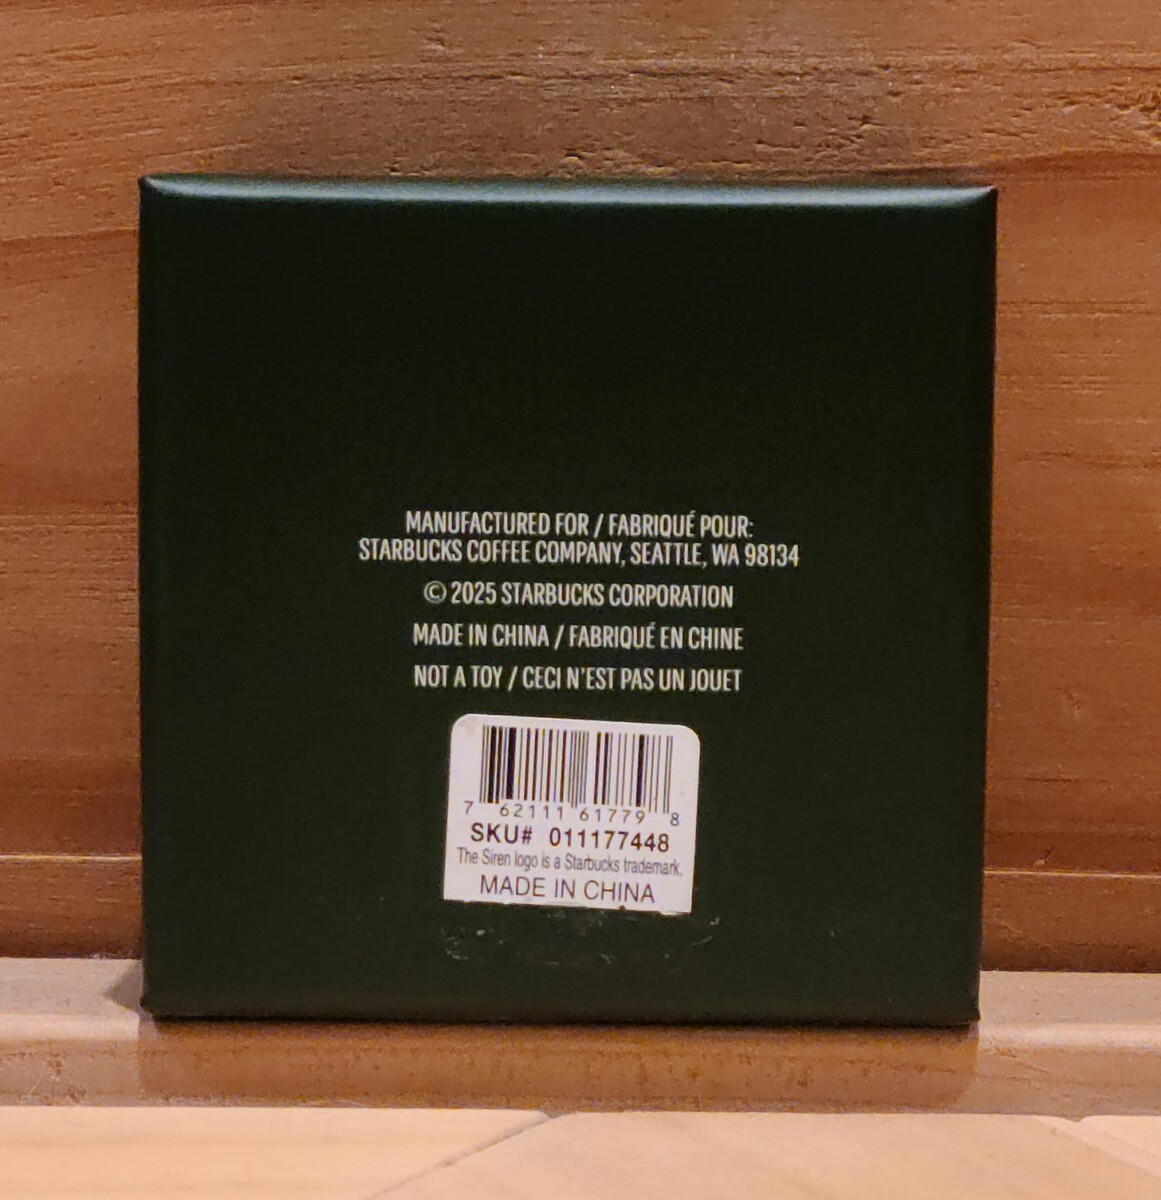 MANUFACTURED FOR / FABRIQUÉ POUR:
STARBUCKS COFFEE COMPANY, SEATTLE, WA 98134
© 2025 STARBUCKS CORPORATION
MADE IN CHINA / FABRIQUÉ EN CHINE
NOT A TOY / CECI N'EST PAS UN JOUET
7 62111 61779 8
SKU# 011177448
The Siren logo is a Starbucks trademark.
MADE IN CHINA